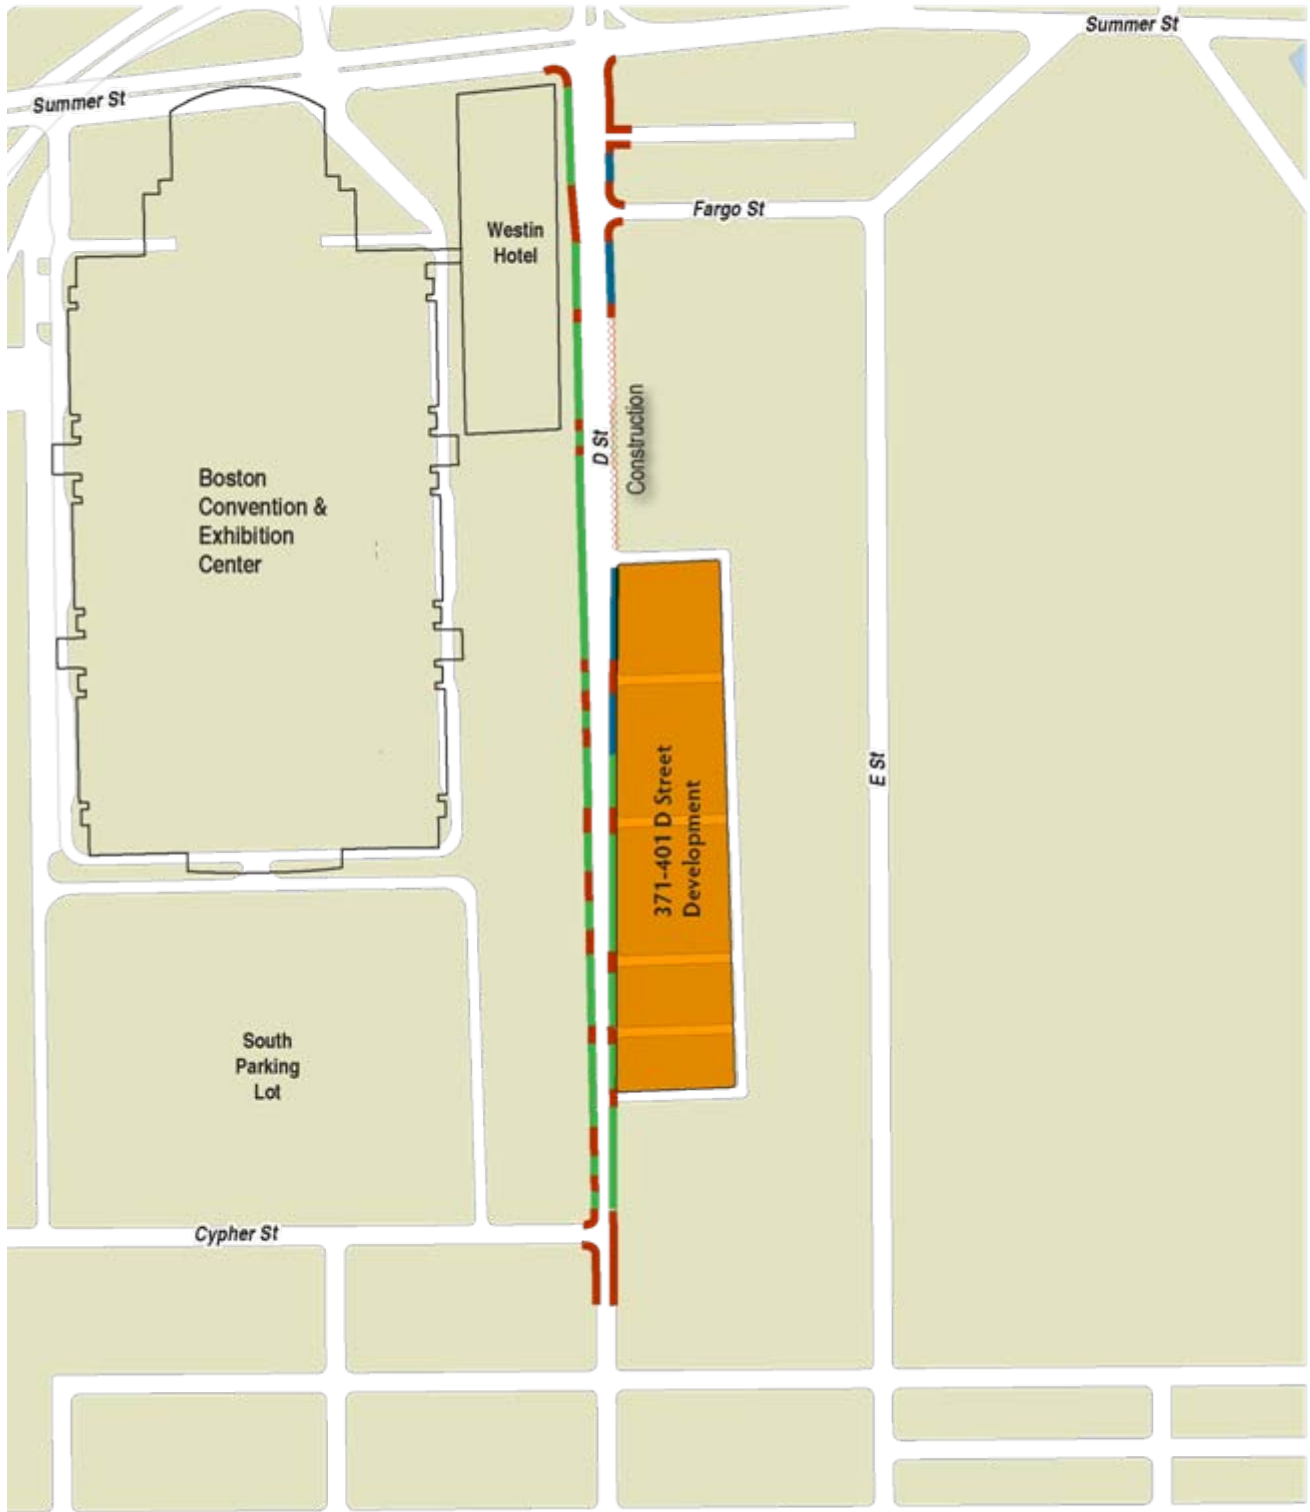 Summer St
Summer St
Fargo St
Westin
Hotel
D St
Construction
Boston
Convention &
Exhibition
Center
371-401 D Street
Development
E St
South
Parking
Lot
Cypher St